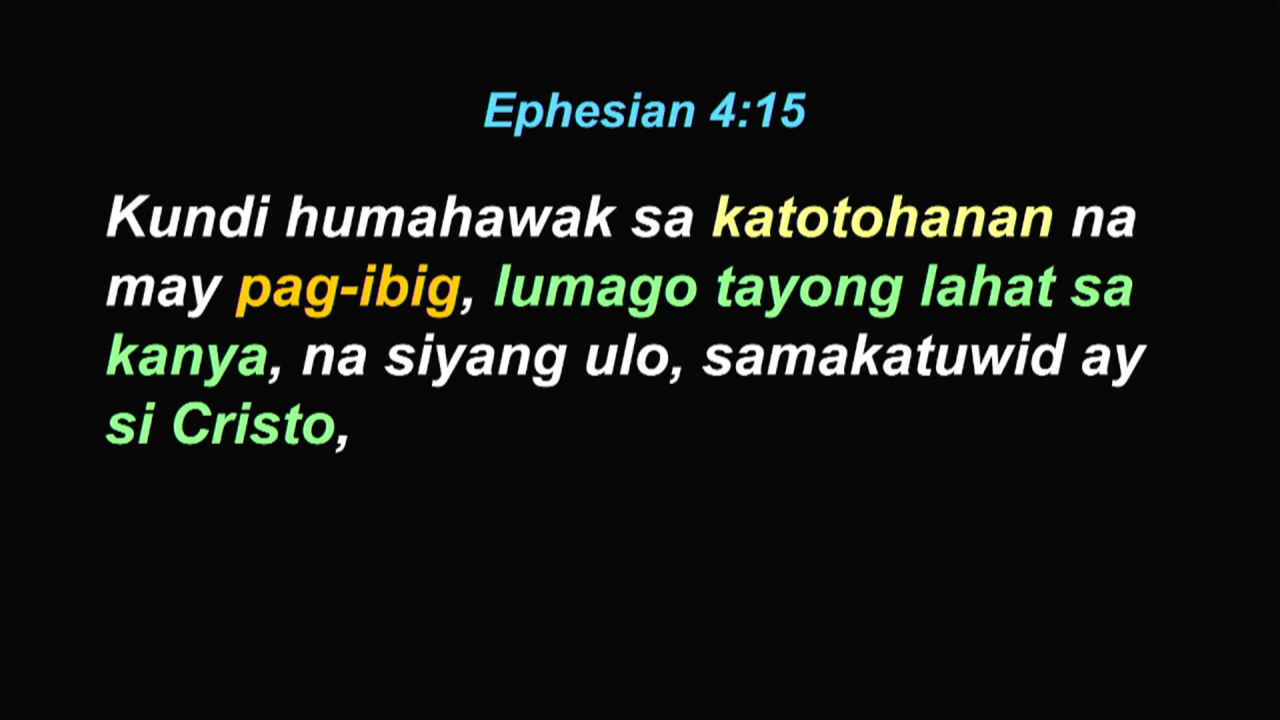 Ephesian 4:15
Kundi humahawak sa katotohanan na
may pag-ibig, lumago tayong lahat sa
kanya, na siyang ulo, samakatuwid ay
si Cristo,